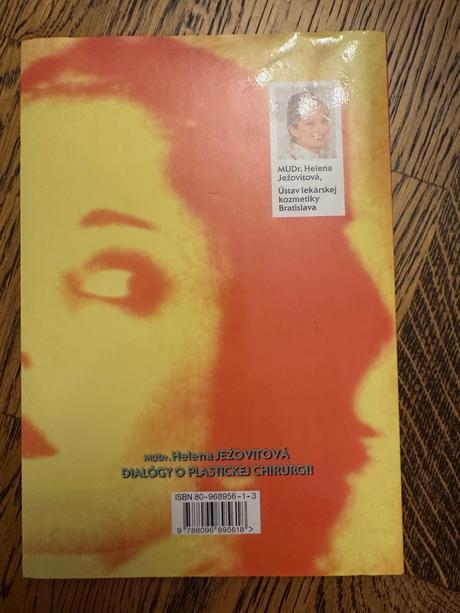 MUDr. Helena
Ježovitová,
Ústav lekárskej
kozmetiky
Bratislava
MUDr. Helena JEŽOVITOVÁ
DIALÓGY O PLASTICKEJ CHIRURGII
ISBN 80-968956-1-3
9 788096 895618 >